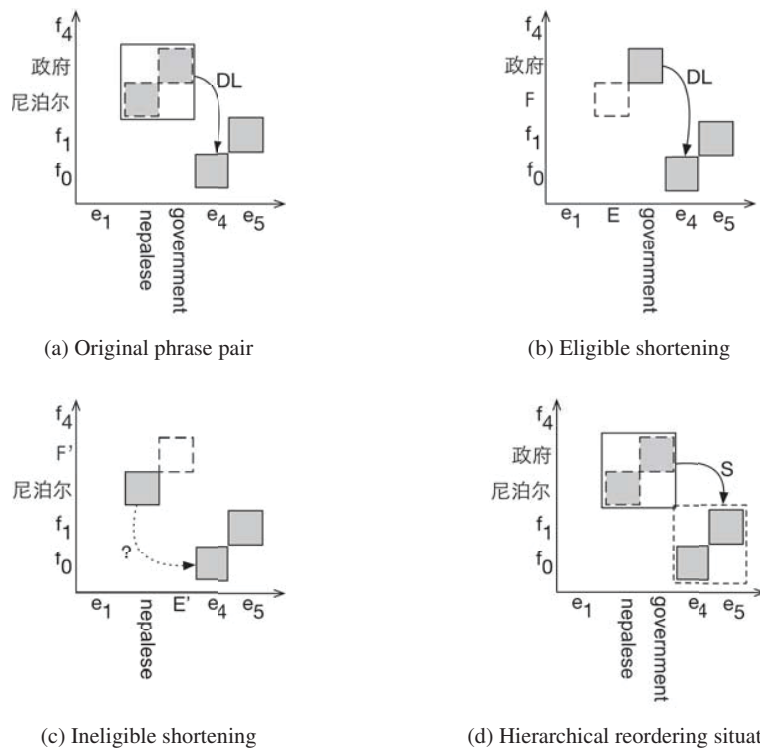 f4
政府
尼泊尔
f1
f0
DL
e1
nepalese
government
e4
e5
(a) Original phrase pair
f4
政府
F
f1
f0
DL
e1
E
government
e4
e5
(b) Eligible shortening
f4
F'
尼泊尔
f1
f0
?
e1
nepalese
E'
e4
e5
(c) Ineligible shortening
f4
政府
尼泊尔
f1
f0
S
e1
nepalese
government
e4
e5
(d) Hierarchical reordering situat